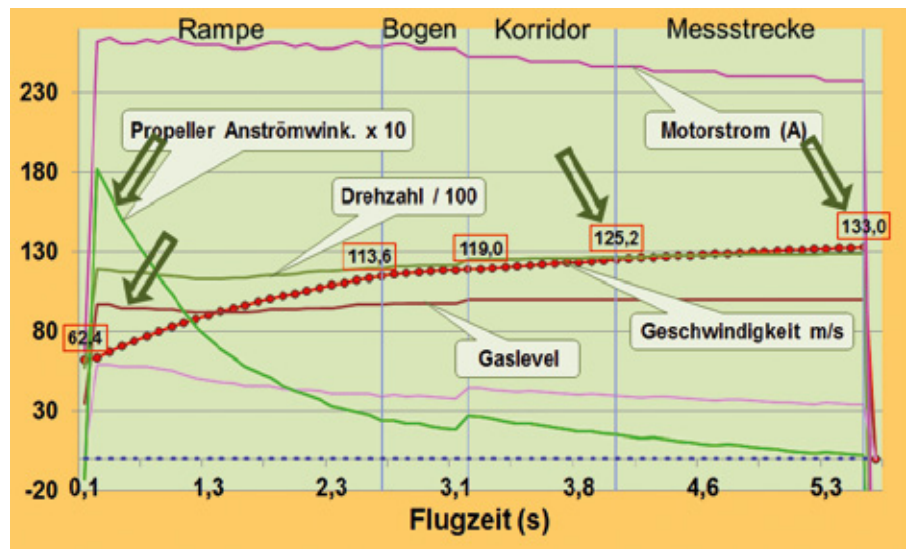 Rampe Bogen Korridor Messstrecke
230
Propeller Anströmwink. x 10
Motorstrom (A)
180
Drehzahl / 100
130
113,6
119,0
125,2
133,0
80
62,4
Geschwindigkeit m/s
Gaslevel
30
-20
0,1 1,3 2,3 3,1 3,8 4,6 5,3
Flugzeit (s)